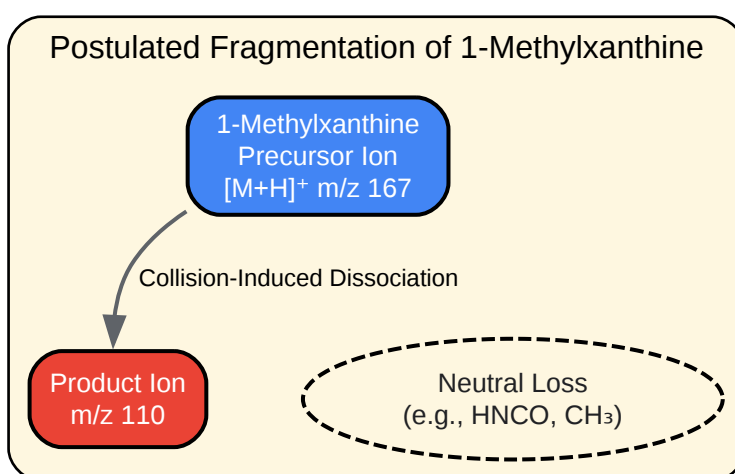 Postulated Fragmentation of 1-Methylxanthine
1-Methylxanthine
Precursor Ion
[M+H]⁺ m/z 167
Collision-Induced Dissociation
Product Ion
m/z 110
Neutral Loss
(e.g., HNCO, CH₃)